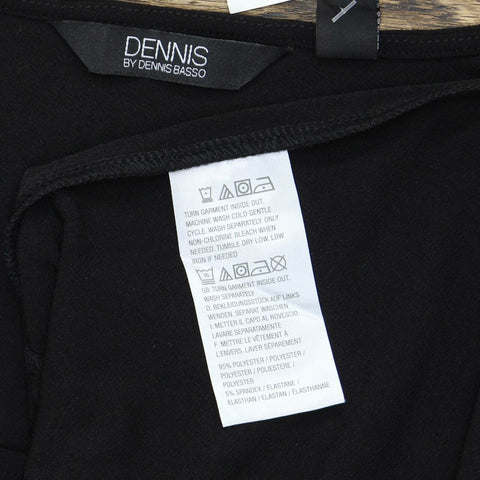 DENNIS
BY DENNIS BASSO
TURN GARMENT INSIDE OUT.
MACHINE WASH COLD GENTLE
CYCLE. WASH SEPARATELY. ONLY
NON-CHLORINE BLEACH WHEN
NEEDED. TUMBLE DRY LOW. LOW
IRON IF NEEDED
GB: TURN GARMENT INSIDE OUT.
WASH SEPARATELY
D: BEKLEIDUNGSSTÜCK AUF LINKS
WENDEN, SEPARAT WASCHEN
I: METTER IL CAPO AL ROVESCIO.
LAVARE SEPARATAMENTE
F: METTRE LE VÊTEMENT À
L'ENVERS. LAVER SÉPARÉMENT
95% POLYESTER / POLYESTER /
POLYESTER / POLIESTERE /
POLYESTER
5% SPANDEX / ELASTANE /
ELASTHAN / ELASTAN / ÉLASTHANNE